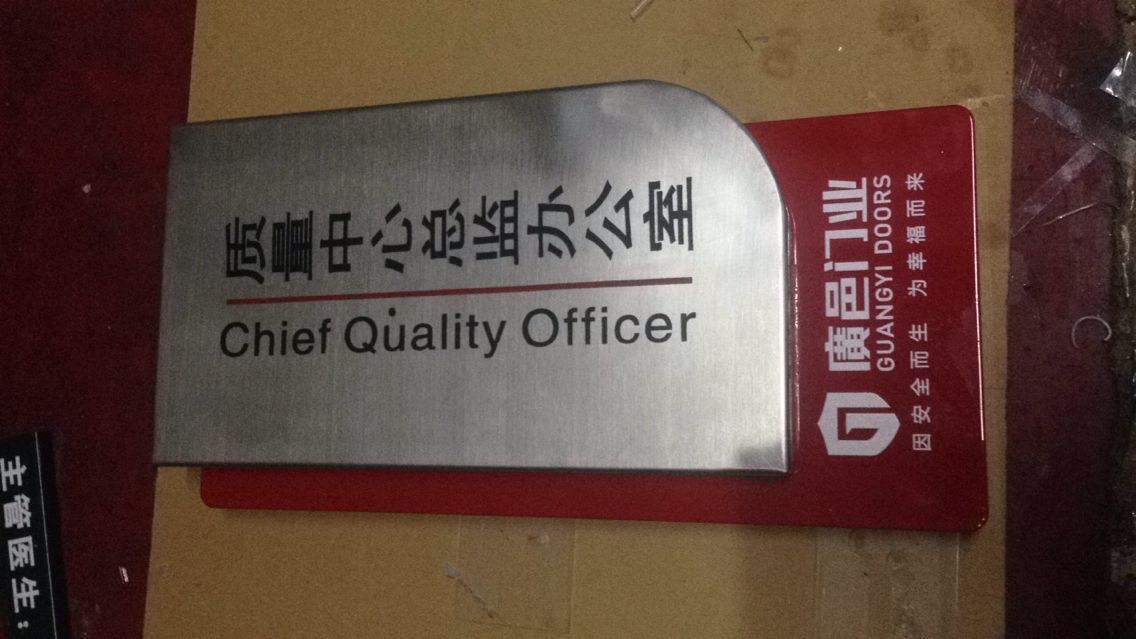 质量中心总监办公室
Chief Quality Officer
廣邑门业
GUANGYI DOORS
因安全而生 为幸福而来
主管医生: